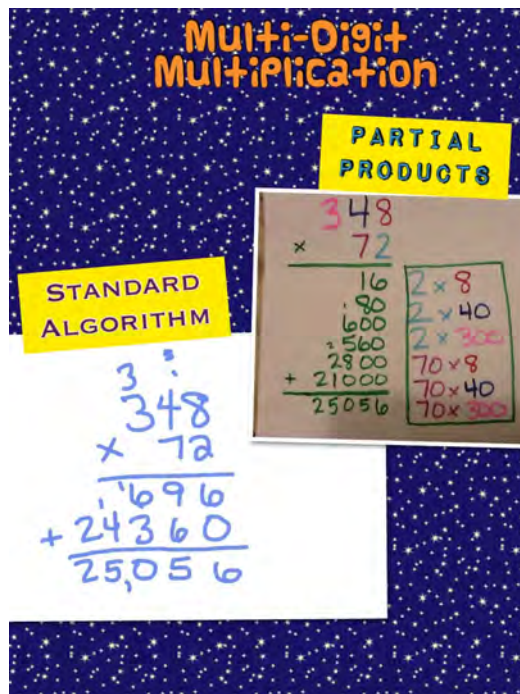 Multi-Digit
Multiplication
PARTIAL
PRODUCTS
348
× 72
16
80
600
560
2800
+ 21000
25056
2 × 8
2 × 40
2 × 300
70 × 8
70 × 40
70 × 300
STANDARD
ALGORITHM
3
348
× 72
696
+ 24360
25,056